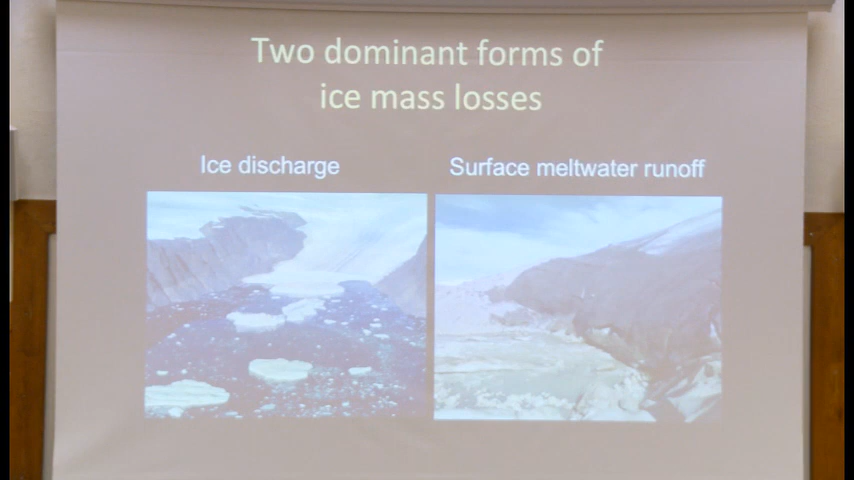 Two dominant forms of
ice mass losses
Ice discharge
Surface meltwater runoff